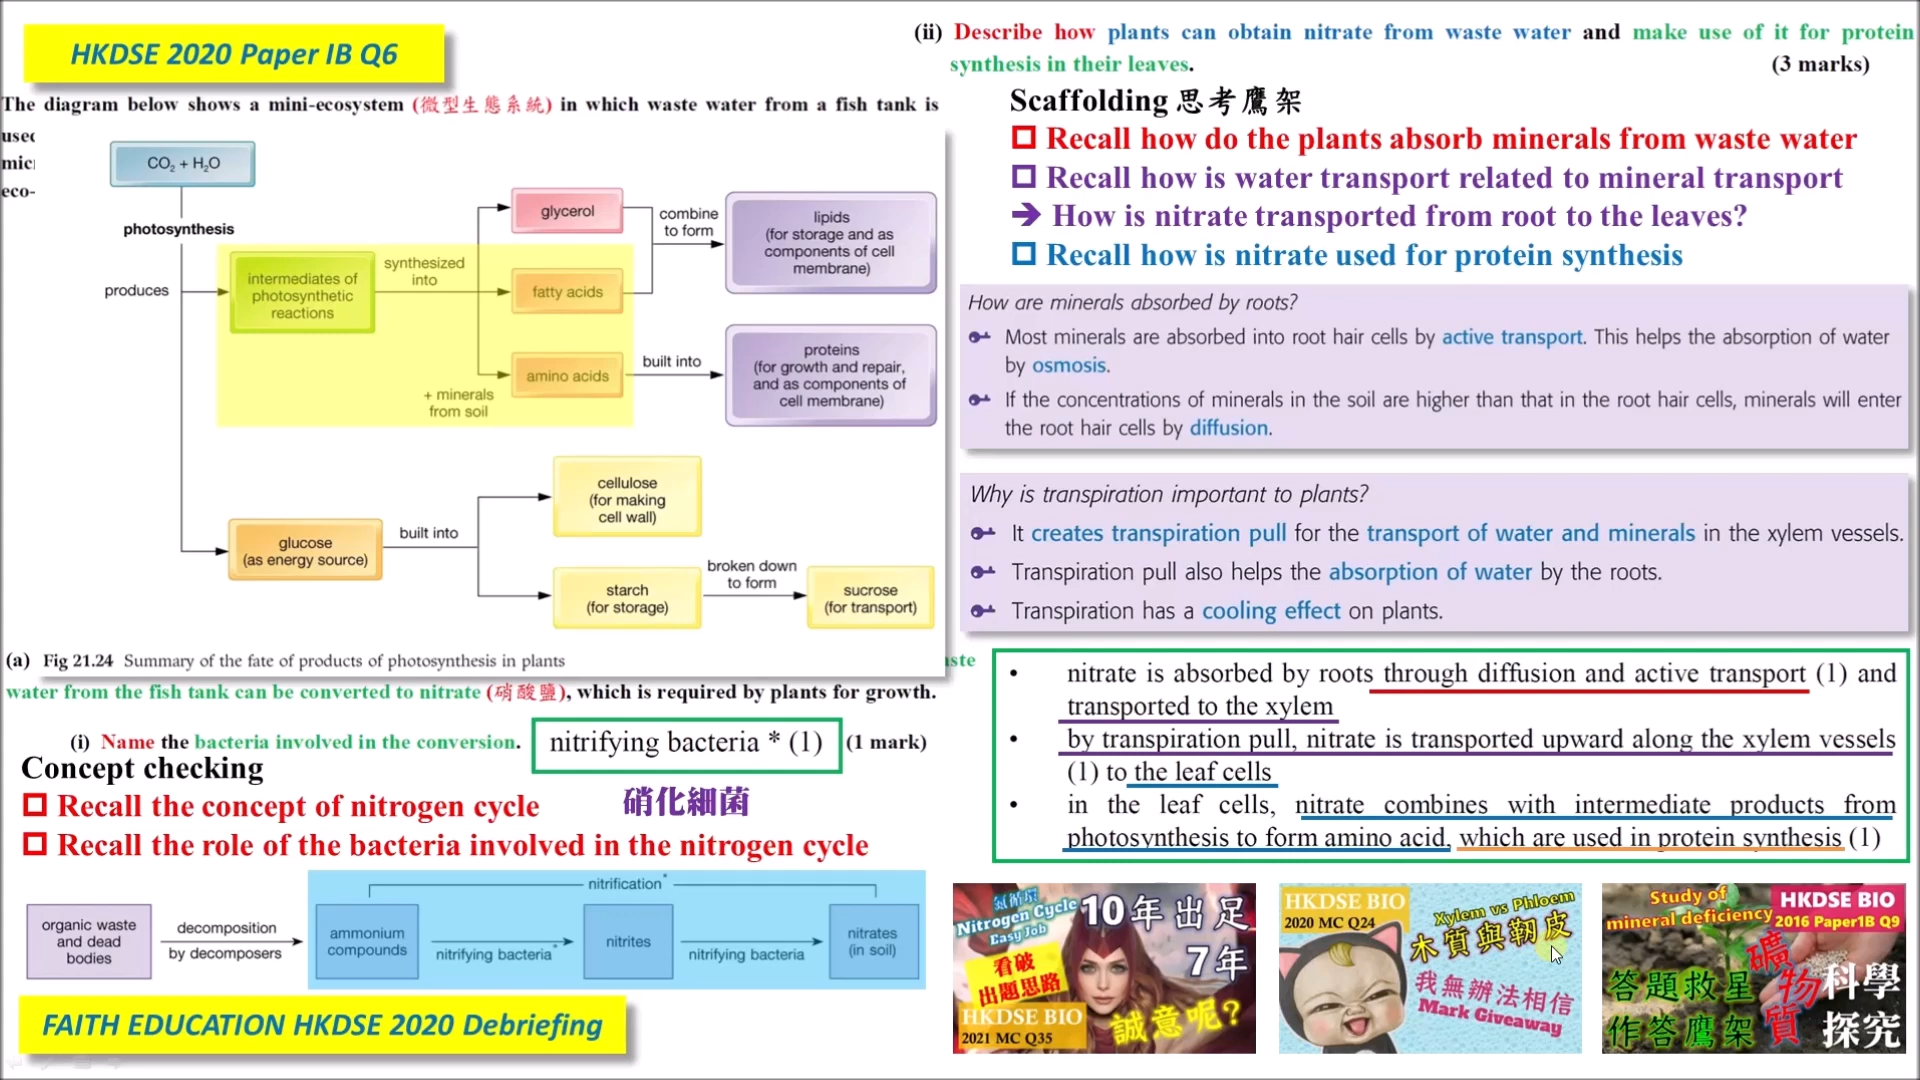 HKDSE 2020 Paper IB Q6
The diagram below shows a mini-ecosystem (微型生態系統) in which waste water from a fish tank is
used
mic
eco-
CO₂ + H₂O
photosynthesis
produces
intermediates of
photosynthetic
reactions
synthesized
into
glycerol
fatty acids
amino acids
+ minerals
from soil
combine
to form
lipids
(for storage and as
components of cell
membrane)
built into
proteins
(for growth and repair,
and as components of
cell membrane)
glucose
(as energy source)
built into
cellulose
(for making
cell wall)
starch
(for storage)
broken down
to form
sucrose
(for transport)
(a) Fig 21.24 Summary of the fate of products of photosynthesis in plants
aste
water from the fish tank can be converted to nitrate (硝酸鹽), which is required by plants for growth.
(i) Name the bacteria involved in the conversion. nitrifying bacteria * (1) (1 mark)
Concept checking
Recall the concept of nitrogen cycle
硝化細菌
Recall the role of the bacteria involved in the nitrogen cycle
organic waste
and dead
bodies
decomposition
by decomposers
nitrification*
ammonium
compounds
nitrifying bacteria*
nitrites
nitrifying bacteria
nitrates
(in soil)
FAITH EDUCATION HKDSE 2020 Debriefing
(ii) Describe how plants can obtain nitrate from waste water and make use of it for protein
synthesis in their leaves. (3 marks)
Scaffolding 思考鷹架
Recall how do the plants absorb minerals from waste water
Recall how is water transport related to mineral transport
➔ How is nitrate transported from root to the leaves?
Recall how is nitrate used for protein synthesis
How are minerals absorbed by roots?
Most minerals are absorbed into root hair cells by active transport. This helps the absorption of water
by osmosis.
If the concentrations of minerals in the soil are higher than that in the root hair cells, minerals will enter
the root hair cells by diffusion.
Why is transpiration important to plants?
It creates transpiration pull for the transport of water and minerals in the xylem vessels.
Transpiration pull also helps the absorption of water by the roots.
Transpiration has a cooling effect on plants.
• nitrate is absorbed by roots through diffusion and active transport (1) and
transported to the xylem
• by transpiration pull, nitrate is transported upward along the xylem vessels
(1) to the leaf cells
• in the leaf cells, nitrate combines with intermediate products from
photosynthesis to form amino acid, which are used in protein synthesis (1)
氮循環
Nitrogen Cycle
Easy Job
10年出足
7年
看破
出題思路
HKDSE BIO
2021 MC Q35
誠意呢?
HKDSE BIO
2020 MC Q24
Xylem vs Phloem
木質與韌皮
我無辦法相信
Mark Giveaway
Study of
mineral deficiency
HKDSE BIO
2016 Paper1B Q9
礦物質
答題救星
作答鷹架
科學
探究